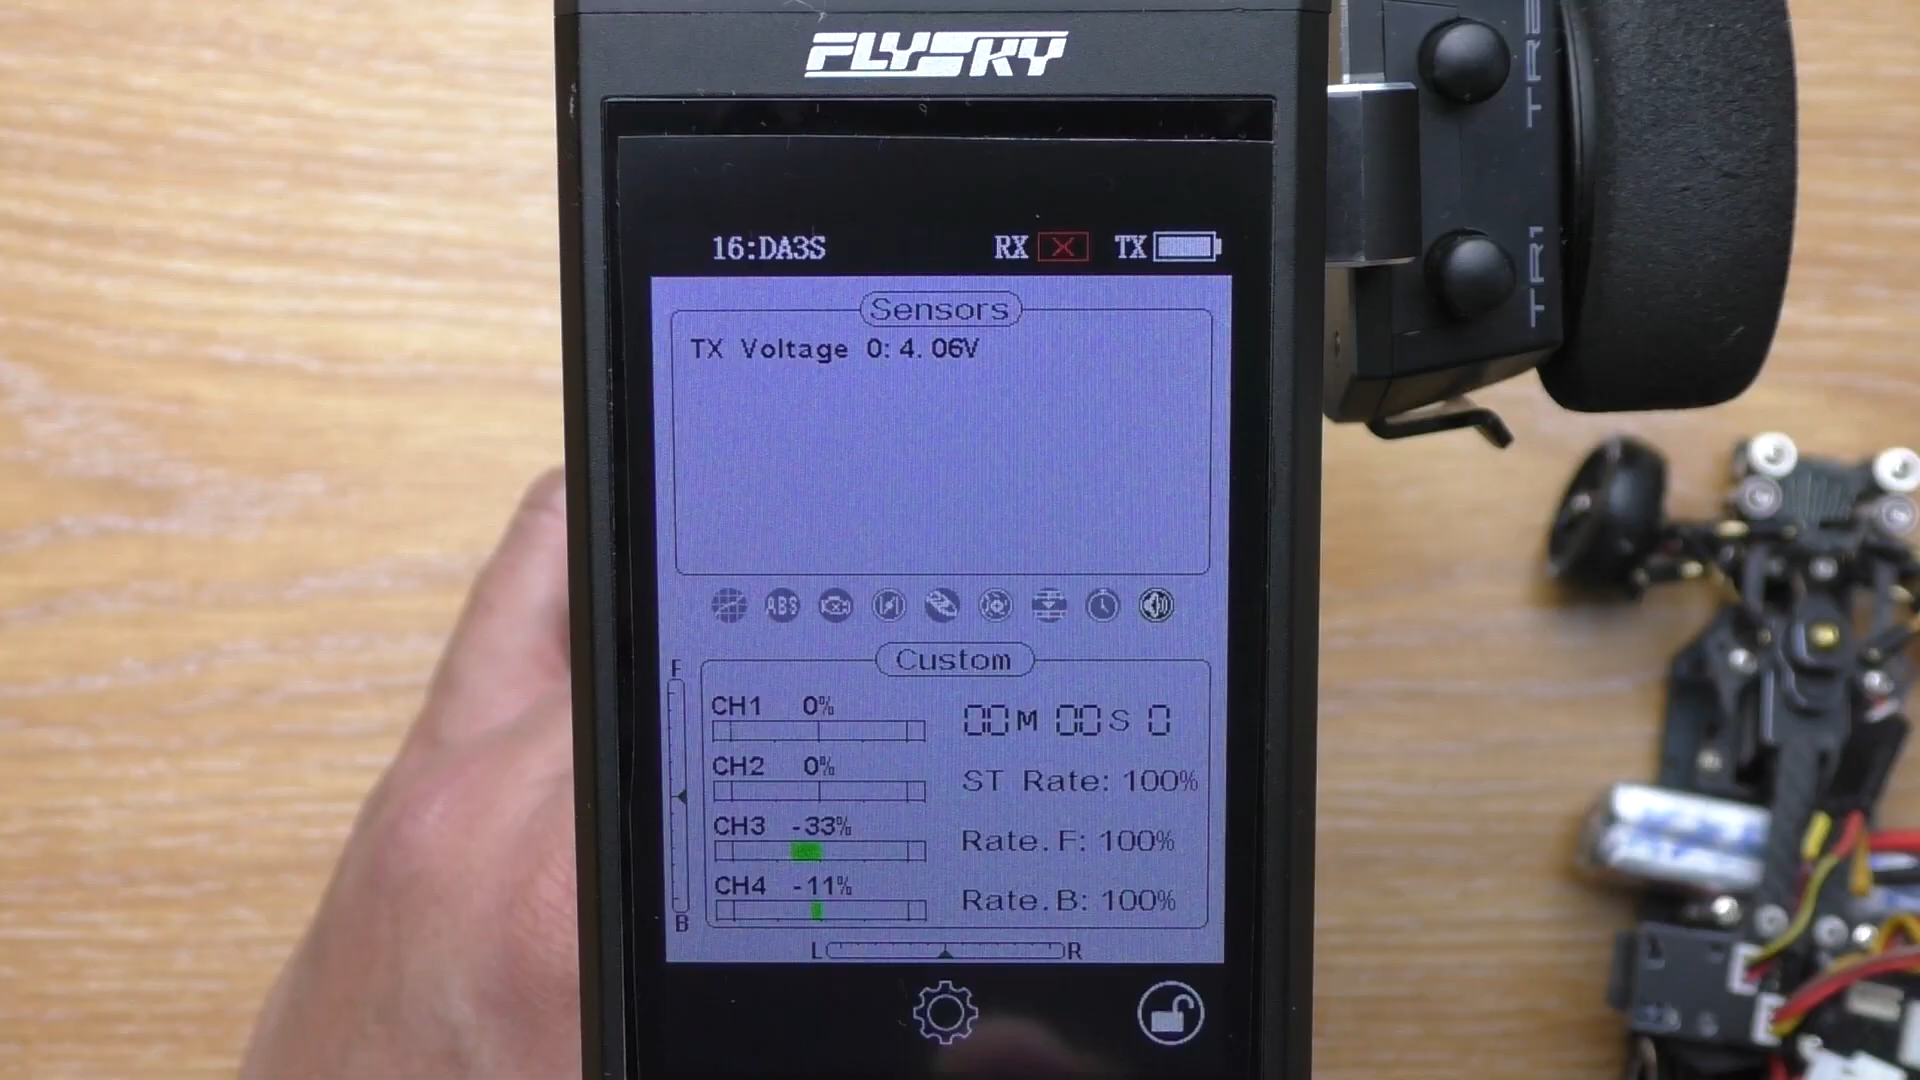 FLYSKY
16:DA3S RX TX
Sensors
TX Voltage 0: 4.06V
ABS
Custom
F
CH1 0%
00M 00S 0
CH2 0%
ST Rate: 100%
CH3 -33%
Rate.F: 100%
CH4 -11%
Rate.B: 100%
B
L R
TR1